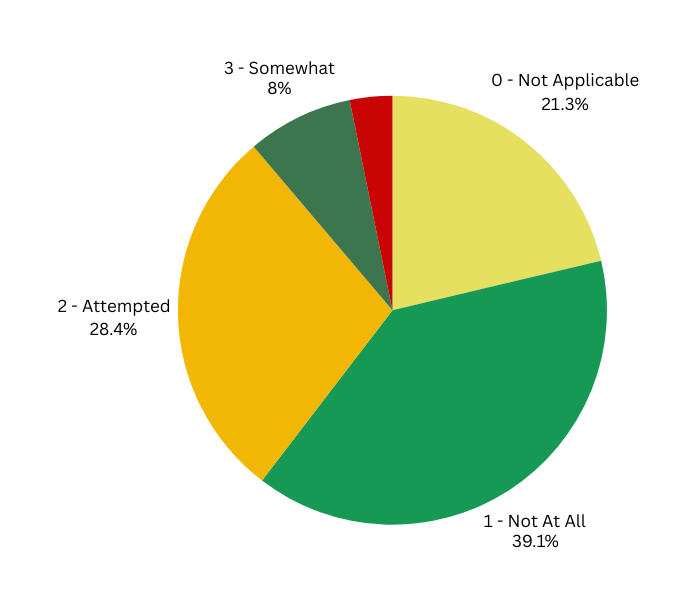 3 - Somewhat
8%
0 - Not Applicable
21.3%
2 - Attempted
28.4%
1 - Not At All
39.1%